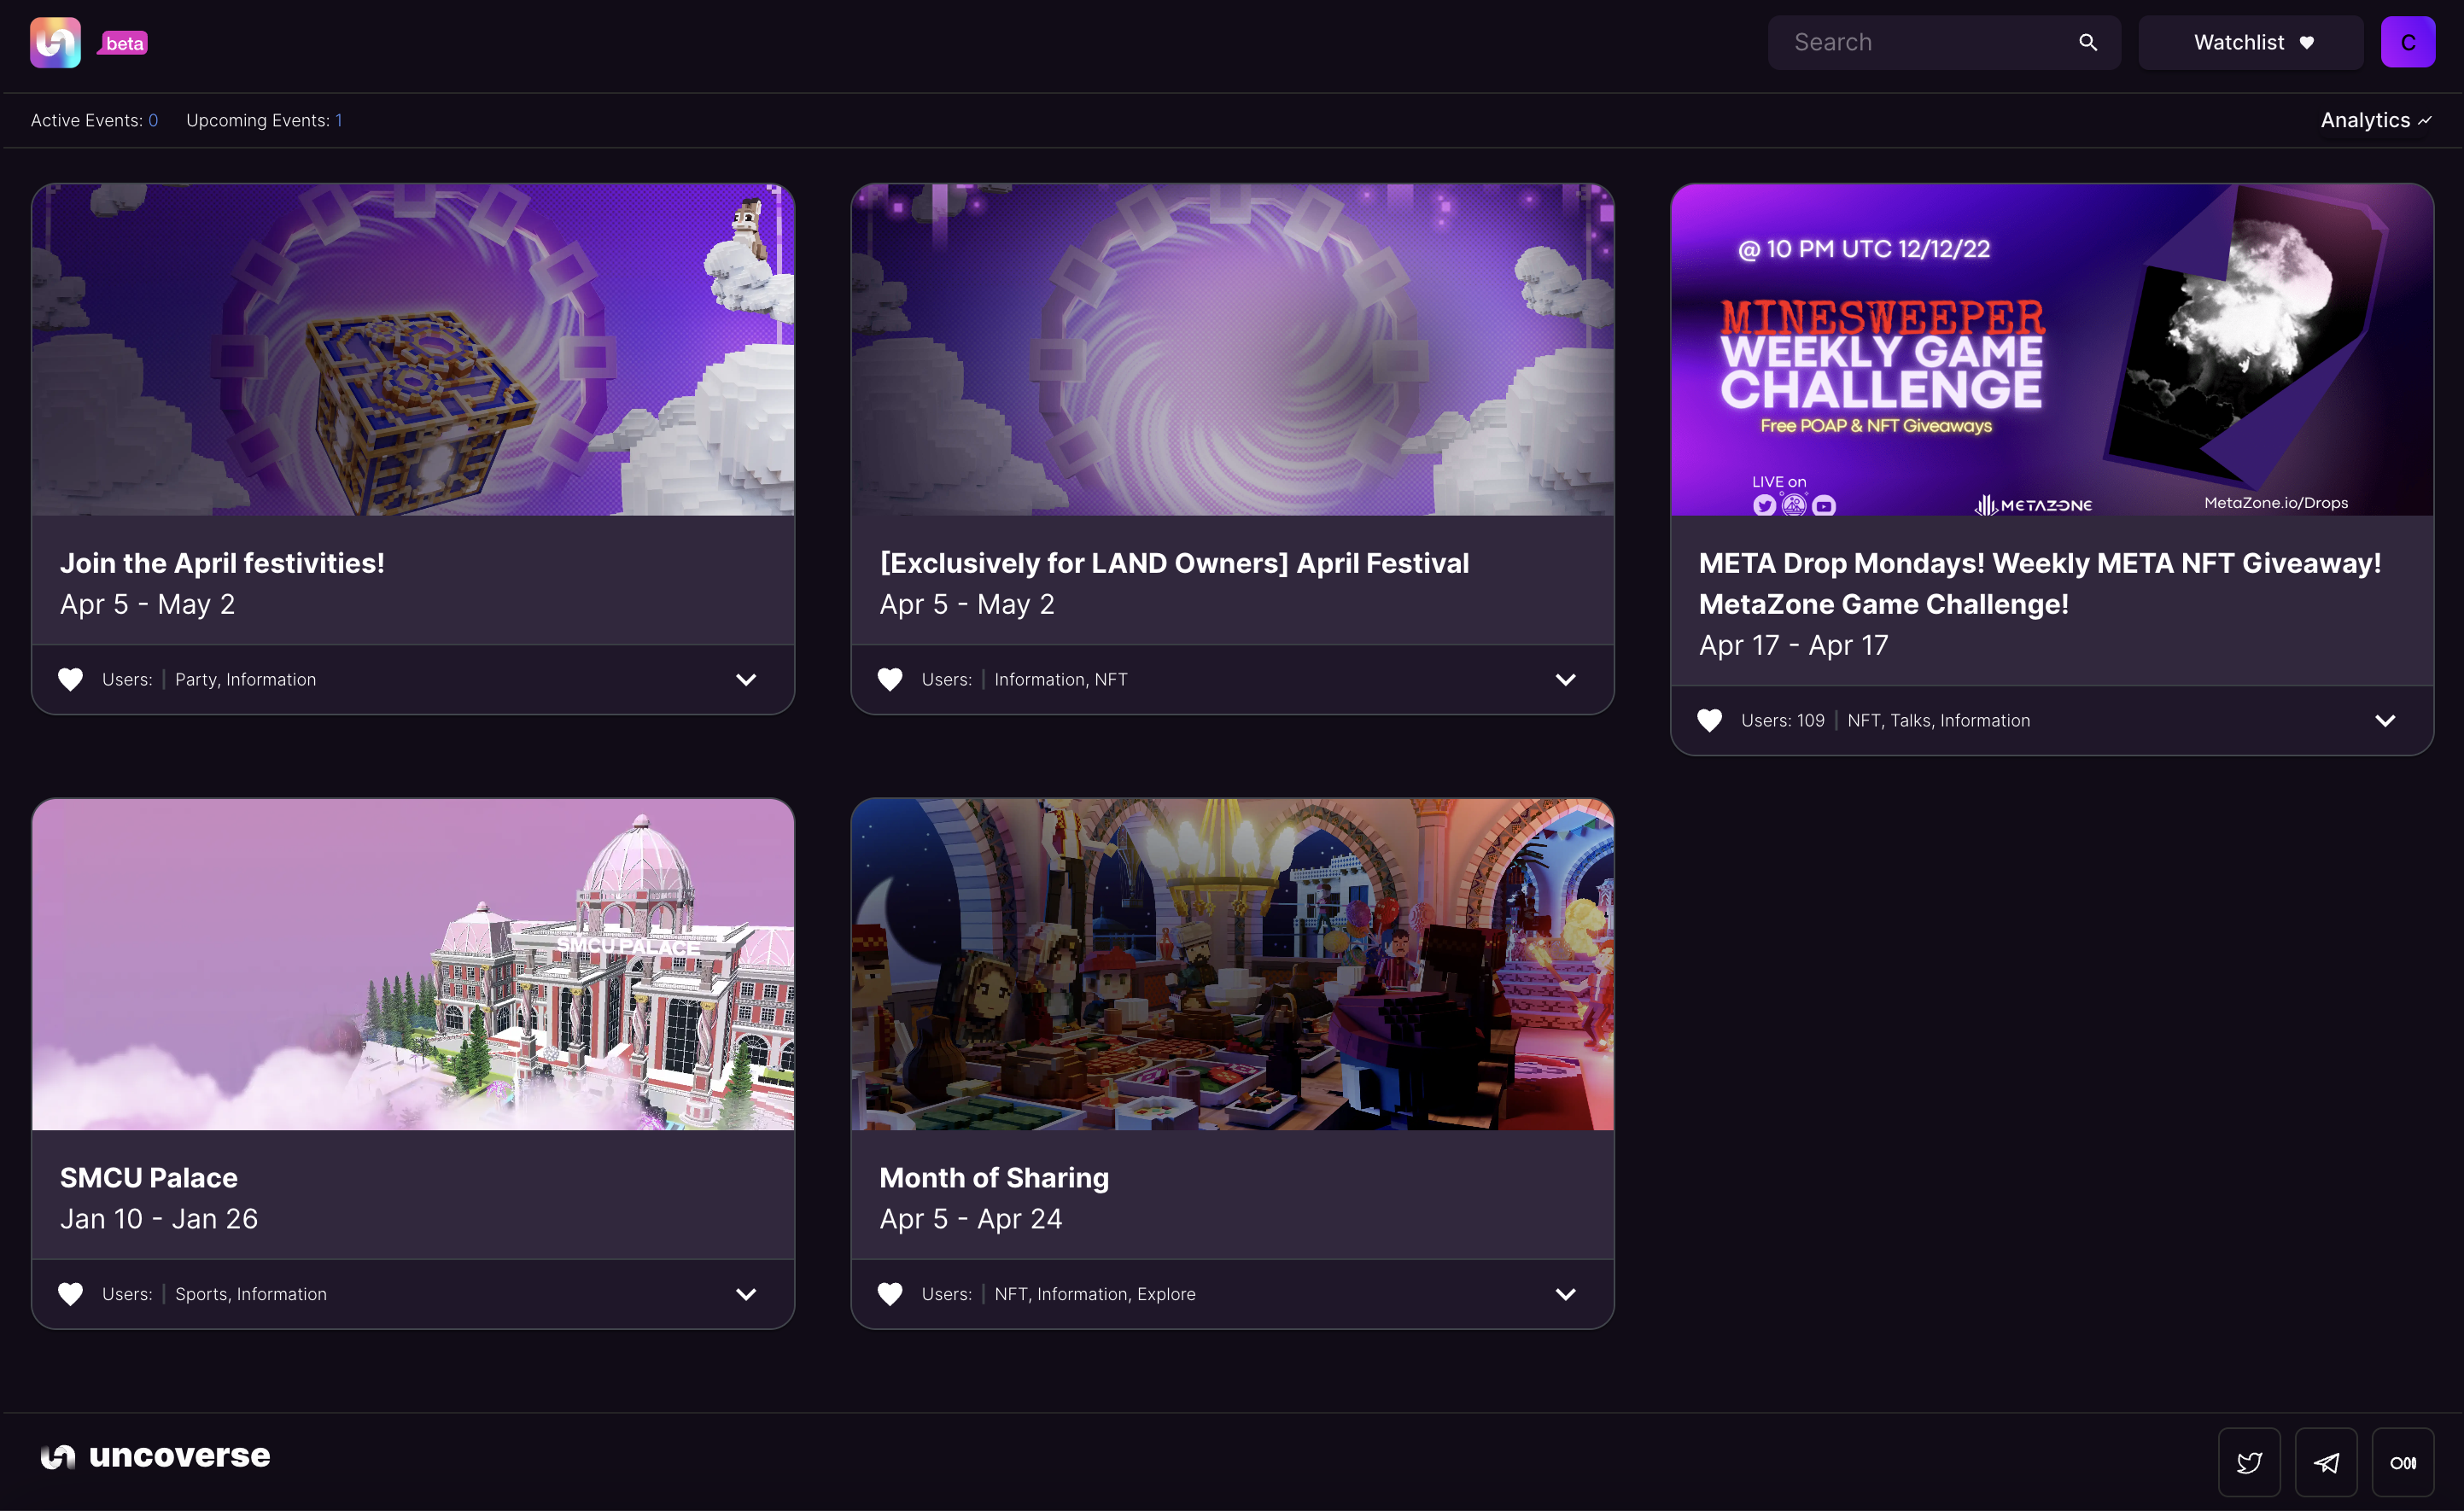 beta
Search
Watchlist
C
Active Events: 0 Upcoming Events: 1
Analytics
@ 10 PM UTC 12/12/22
MINESWEEPER
WEEKLY GAME
CHALLENGE
Free POAP & NFT Giveaways
LIVE on
METAZONE
MetaZone.io/Drops
Join the April festivities!
Apr 5 - May 2
Users: | Party, Information
[Exclusively for LAND Owners] April Festival
Apr 5 - May 2
Users: | Information, NFT
META Drop Mondays! Weekly META NFT Giveaway!
MetaZone Game Challenge!
Apr 17 - Apr 17
Users: 109 | NFT, Talks, Information
SMCU PALACE
SMCU Palace
Jan 10 - Jan 26
Users: | Sports, Information
Month of Sharing
Apr 5 - Apr 24
Users: | NFT, Information, Explore
uncoverse